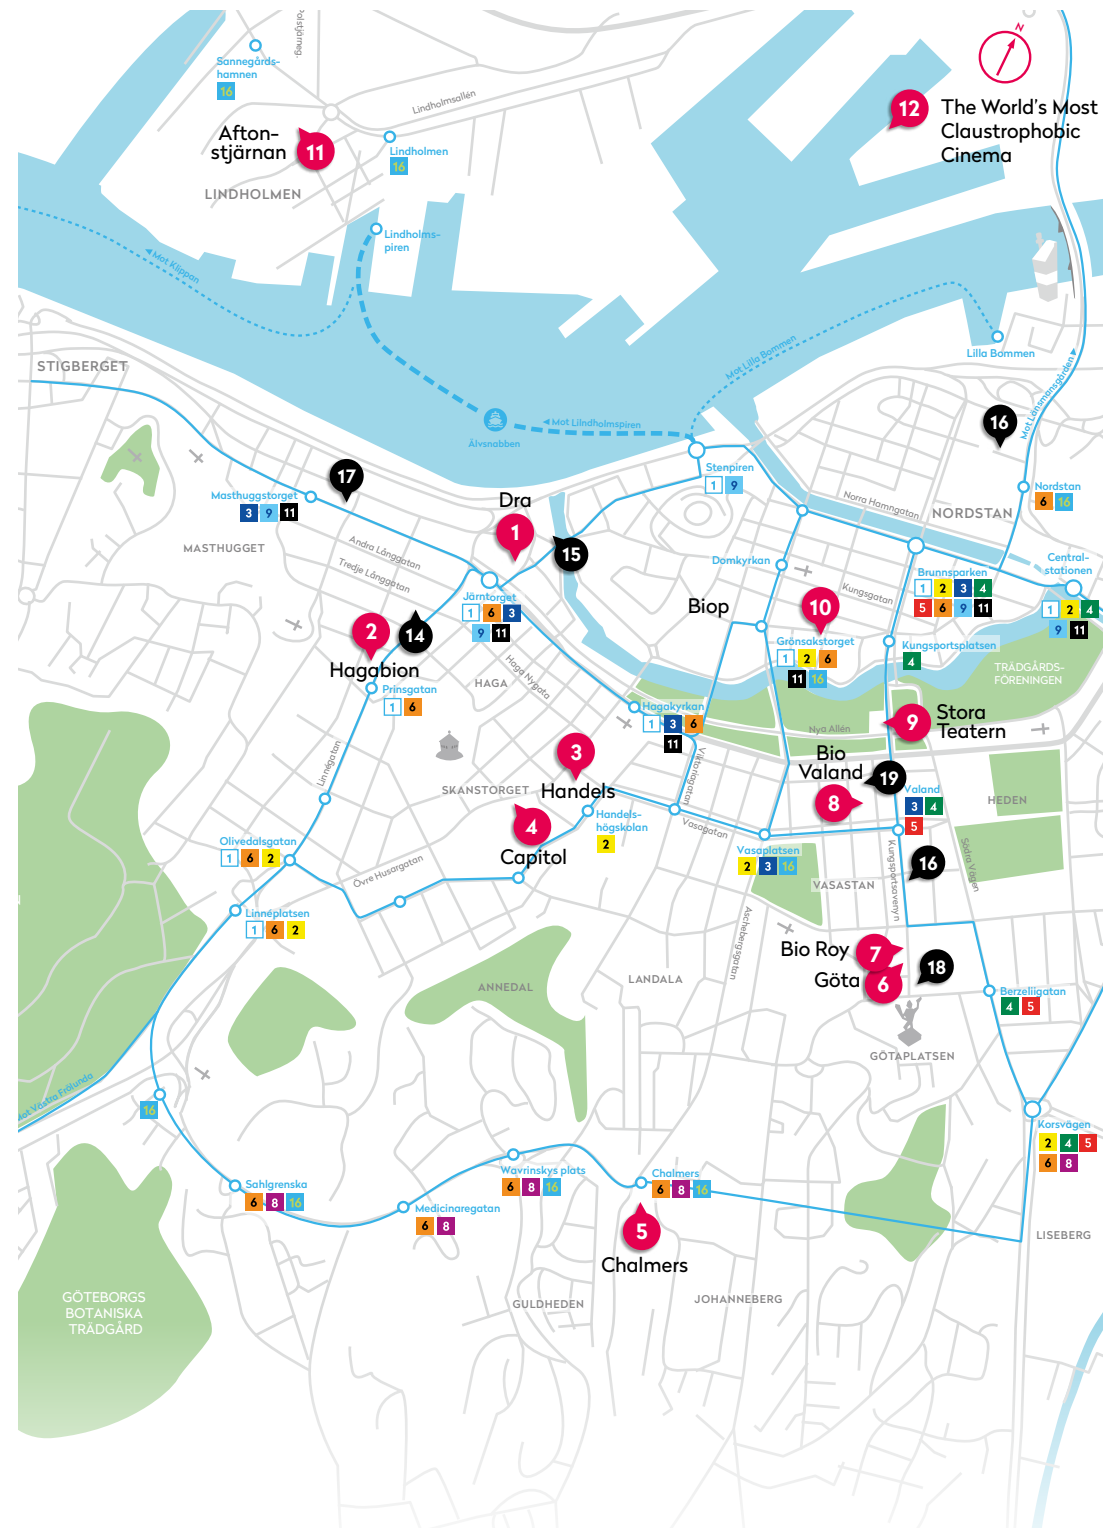 Polstjärneg.
Sannegårds-
hamnen
16
N
12
The World's Most
Claustrophobic
Cinema
Lindholmsallén
Afton-
stjärnan
11
Lindholmen
16
LINDHOLMEN
Lindholms-
piren
Mot Klippan
Lilla Bommen
Mot Lilla Bommen
STIGBERGET
Mot Länsmansgården
Mot Lilndholmspiren
Älvsnabben
16
17
Stenpiren
1 9
Masthuggstorget
3 9 11
Nordstan
6 16
Norra Hamngatan
NORDSTAN
Dra
1
15
MASTHUGGET
Andra Långgatan
Tredje Långgatan
Domkyrkan
Central-
stationen
1 2 4
9 11
Brunnsparken
1 2 3 4
5 6 9 11
Kungsgatan
Järntorget
1 6 3
9 11
Biop
10
2
14
Hagabion
Grönsakstorget
1 2 6
11 16
Kungsportsplatsen
4
TRÄDGÅRDS-
FÖRENINGEN
Haga Nygata
HAGA
Prinsgatan
1 6
Hagakyrkan
1 3 6
11
9
Stora
Teatern
Nya Allén
Linnégatan
3
Handels
Viktoriagatan
Bio
Valand
19
8
Valand
3 4
5
HEDEN
SKANSTORGET
4
Capitol
Handels-
högskolan
2
Vasagatan
Olivedalsgatan
1 6 2
Övre Husargatan
Vasaplatsen
2 3 16
Kungsportsavenyn
Södra Vägen
16
VASASTAN
Linnéplatsen
1 6 2
Aschebergsgatan
Bio Roy
7
Göta
6
18
LANDALA
ANNEDAL
Berzeliigatan
4 5
GÖTAPLATSEN
Mot Västra Frölunda
16
Korsvägen
2 4 5
6 8
Sahlgrenska
6 8 16
Wavrinskys plats
6 8 16
Chalmers
6 8 16
Medicinaregatan
6 8
5
Chalmers
LISEBERG
GÖTEBORGS
BOTANISKA
TRÄDGÅRD
GULDHEDEN
JOHANNEBERG